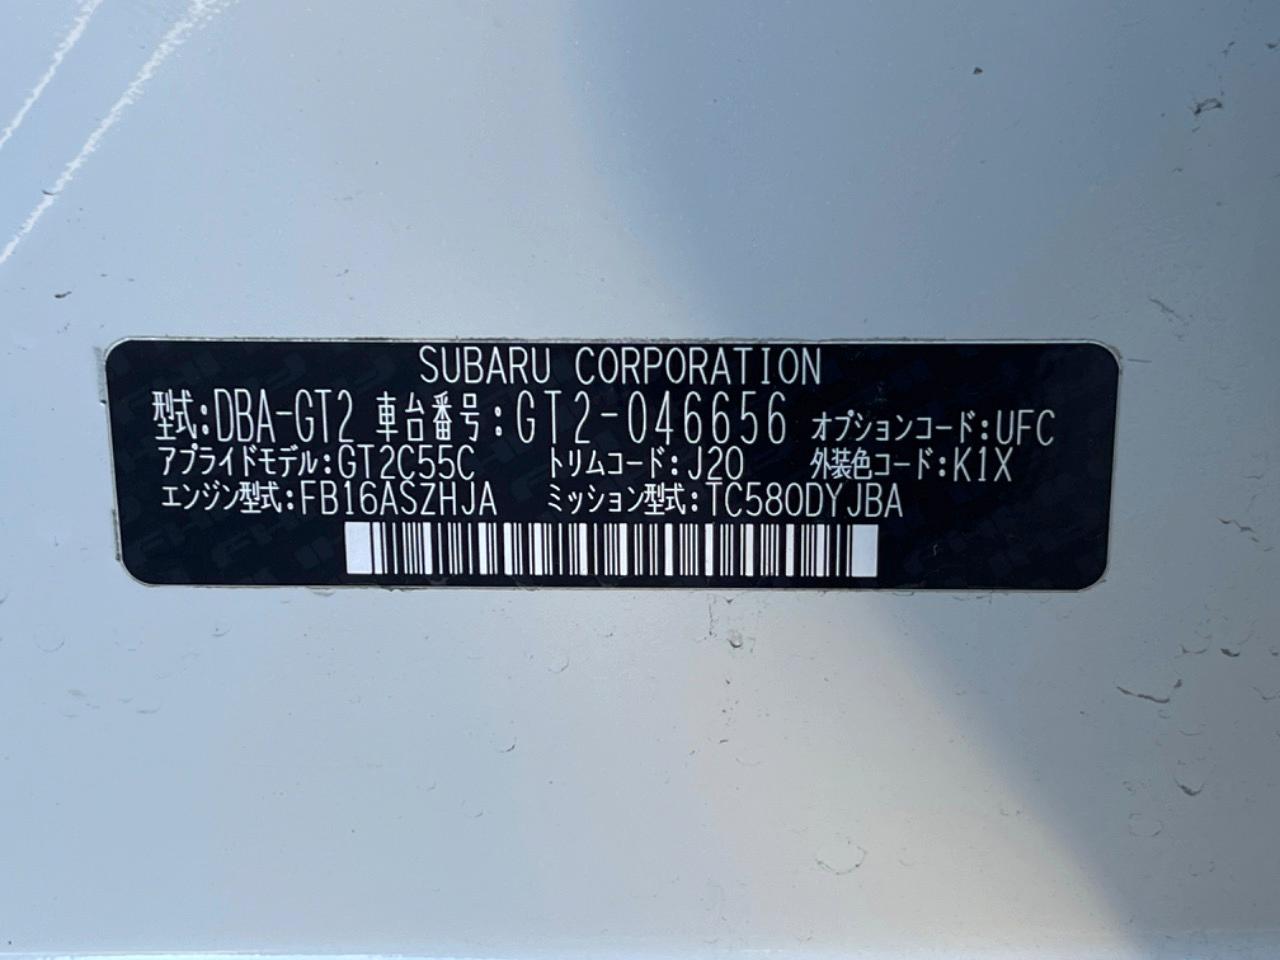 SUBARU CORPORATION
型式:DBA-GT2 車台番号:GT2-046656 オプションコード:UFC
アプライドモデル:GT2C55C トリムコード:J20 外装色コード:K1X
エンジン型式:FB16ASZHJA ミッション型式:TC580DYJBA